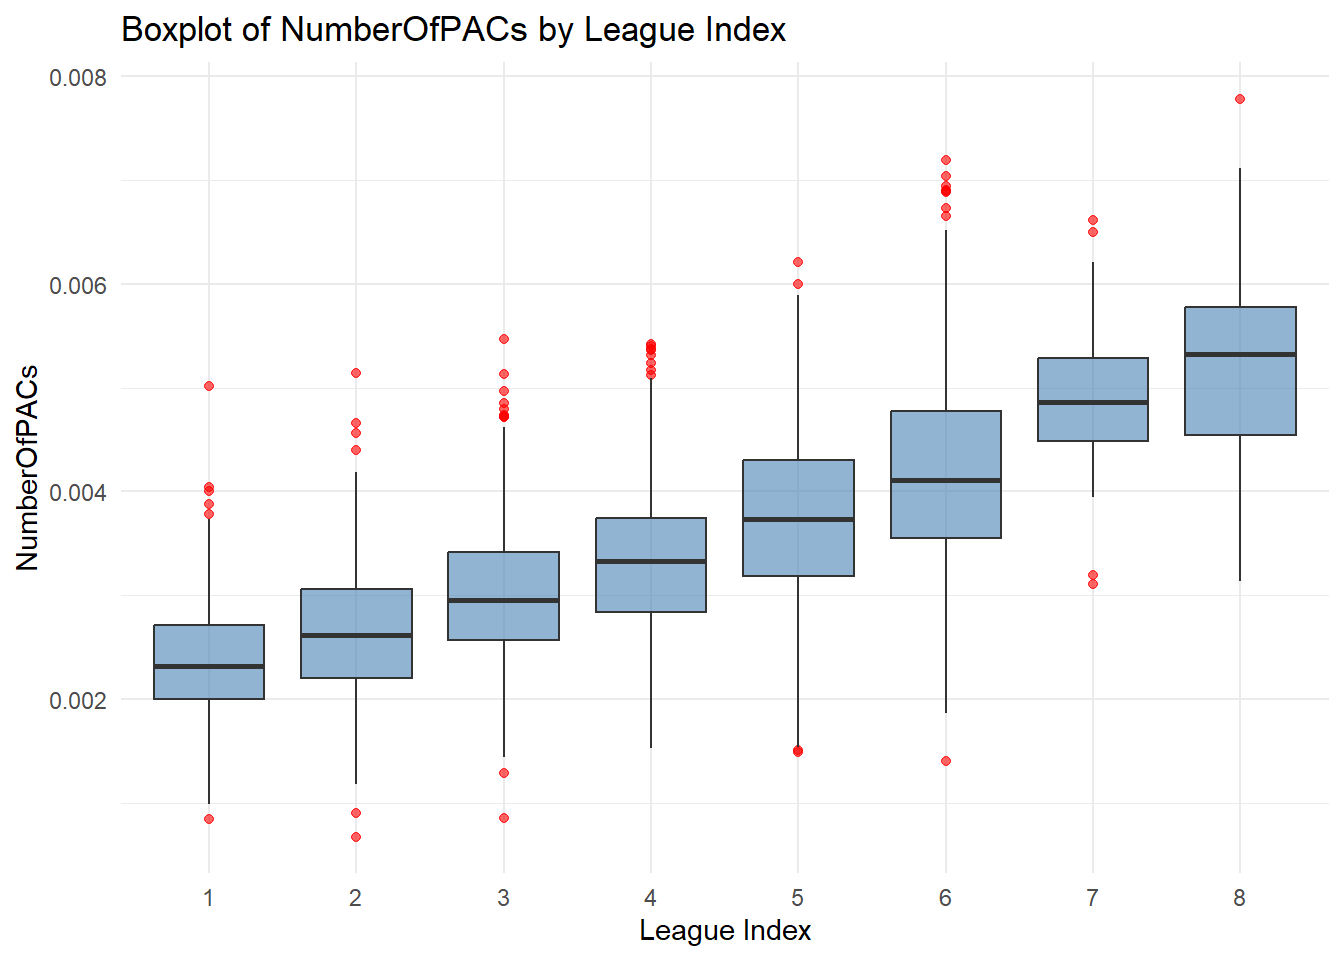 Boxplot of NumberOfPACs by League Index
0.008
0.006
0.004
0.002
NumberOfPACs
1 2 3 4 5 6 7 8
League Index